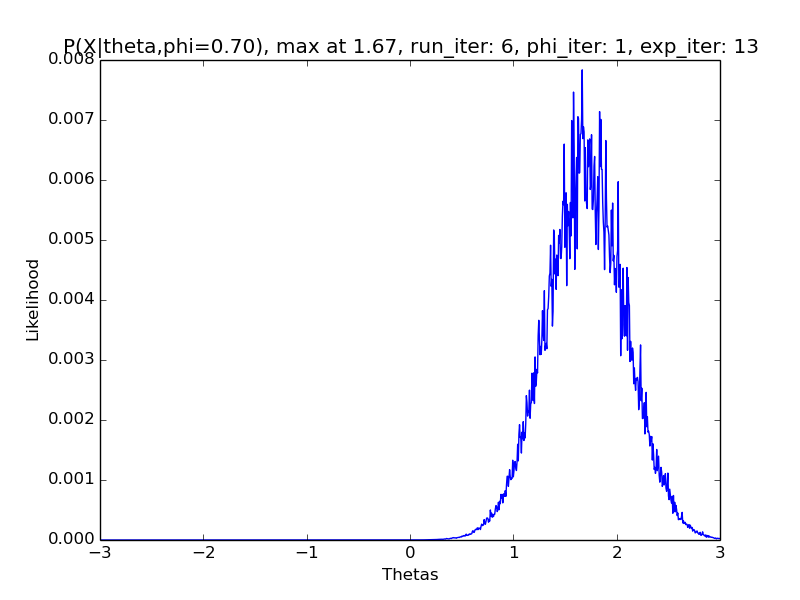 P(X|theta,phi=0.70), max at 1.67, run_iter: 6, phi_iter: 1, exp_iter: 13
0.008
0.007
0.006
0.005
0.004
0.003
0.002
0.001
0.000
Likelihood
−3 −2 −1 0 1 2 3
Thetas